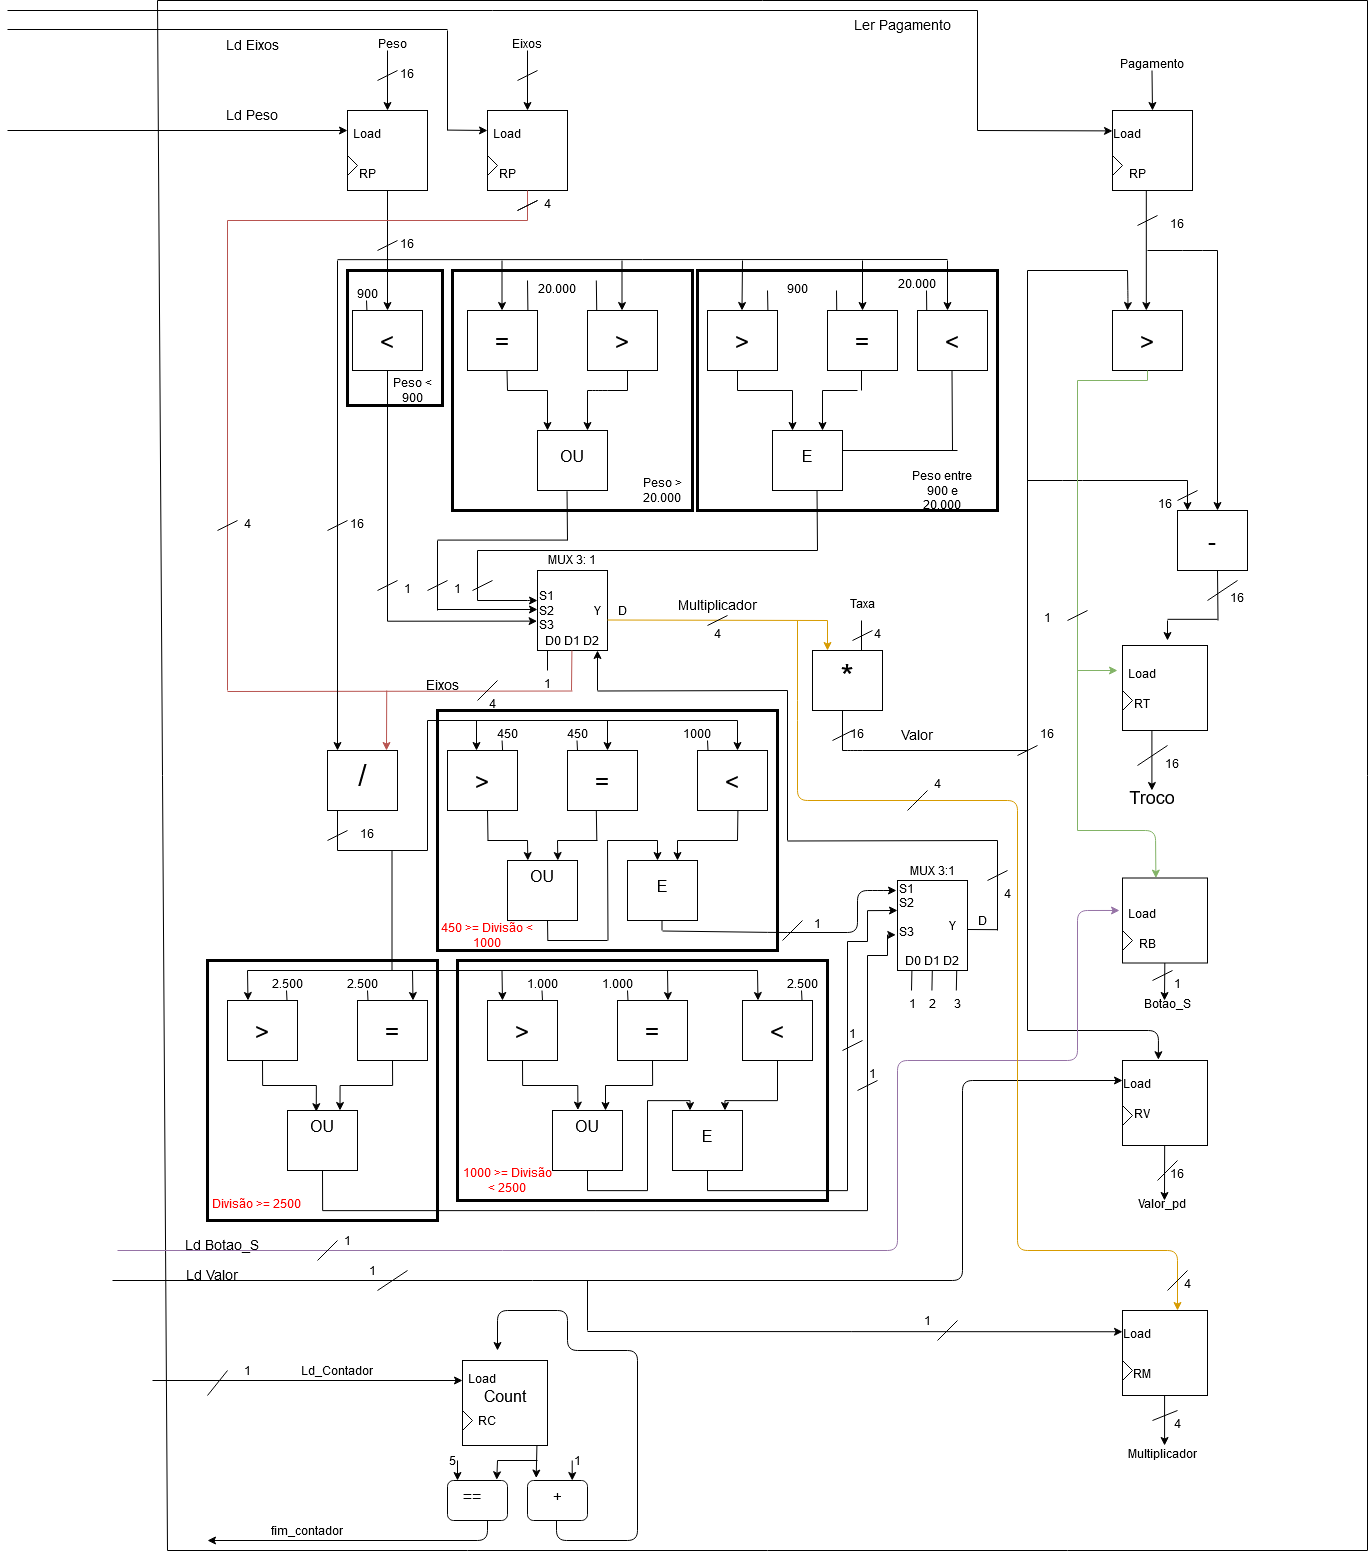 Ler Pagamento
Ld Eixos
Peso
Eixos
16
Pagamento
Ld Peso
Load
RP
Load
RP
Load
RP
4
16
16
900
<
Peso <
900
20.000
=
>
OU
Peso >
20.000
900
20.000
>
=
<
E
Peso entre
900 e
20.000
>
16
-
16
4
16
1
1
MUX 3: 1
S1
S2
S3
Y
D0 D1 D2
D
1
Multiplicador
4
Taxa
4
*
16
Valor
16
1
Load
RT
16
Troco
Eixos
4
/
16
450
450
1000
>
=
<
OU
E
450 >= Divisão <
1000
1
4
MUX 3:1
S1
S2
S3
Y
D0 D1 D2
D
4
1
2
3
Load
RB
1
Botao_S
2.500
2.500
>
=
OU
Divisão >= 2500
1.000
1.000
2.500
>
=
<
OU
E
1000 >= Divisão
< 2500
1
1
Load
RV
16
Valor_pd
Ld Botao_S
1
Ld Valor
1
4
1
Load
RM
4
Multiplicador
1
Ld_Contador
Load
Count
RC
5
1
==
+
fim_contador